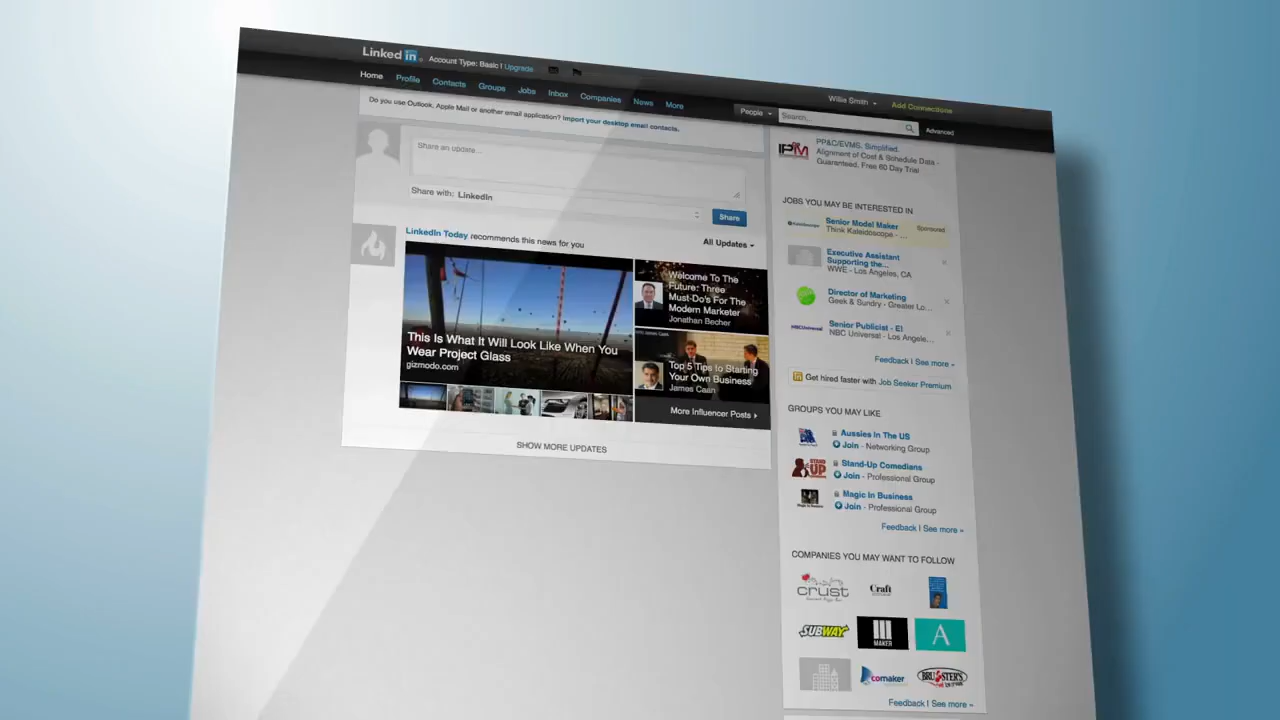 Linked in
Account Type: Basic | Upgrade
Willie Smith
Add Connections
Home Profile Contacts Groups Jobs Inbox Companies News More
People
Search...
Advanced
Do you use Outlook, Apple Mail or another email application? Import your desktop email contacts.
Share an update...
Share with: LinkedIn
Share
LinkedIn Today recommends this news for you
All Updates
This Is What It Will Look Like When You
Wear Project Glass
gizmodo.com
Welcome To The
Future: Three
Must-Do's For The
Modern Marketer
Jonathan Becher
Top 5 Tips to Starting
Your Own Business
James Caan
More Influencer Posts
SHOW MORE UPDATES
IPM
PP&C/EVMS. Simplified.
Alignment of Cost & Schedule Data -
Guaranteed. Free 60 Day Trial
JOBS YOU MAY BE INTERESTED IN
Senior Model Maker
Sponsored
Think Kaleidoscope - ...
Executive Assistant
Supporting the...
WWE - Los Angeles, CA
Director of Marketing
Geek & Sundry - Greater Lo...
NBCUniversal
Senior Publicist - E!
NBC Universal - Los Angele...
Feedback | See more »
in Get hired faster with Job Seeker Premium
GROUPS YOU MAY LIKE
Aussies In The US
Join - Networking Group
STAND UP
Stand-Up Comedians
Join - Professional Group
Magic In Business
Join - Professional Group
Feedback | See more »
COMPANIES YOU MAY WANT TO FOLLOW
crust
Craft
SUBWAY
MAKER
A
comaker
BRUSTER'S
Feedback | See more »